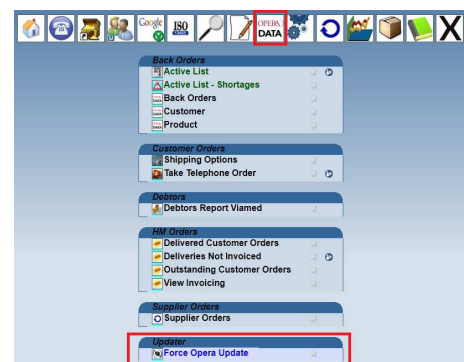 Google ISO OPERA
DATA
Back Orders
Active List
Active List - Shortages
Back Orders
Customer
Product
Customer Orders
Shipping Options
Take Telephone Order
Debtors
Debtors Report Viamed
HM Orders
Delivered Customer Orders
Deliveries Not Invoiced
Outstanding Customer Orders
View Invoicing
Supplier Orders
Supplier Orders
Updater
Force Opera Update